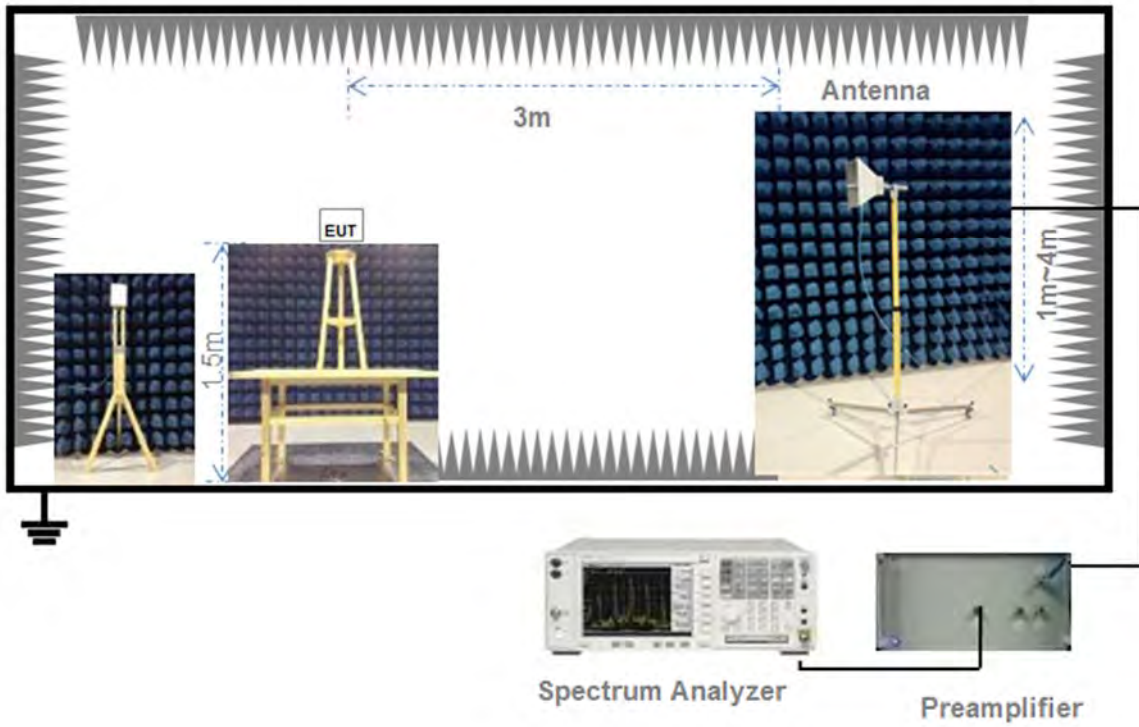 Antenna
3m
EUT
1.5m
1m~4m
Spectrum Analyzer
Preamplifier